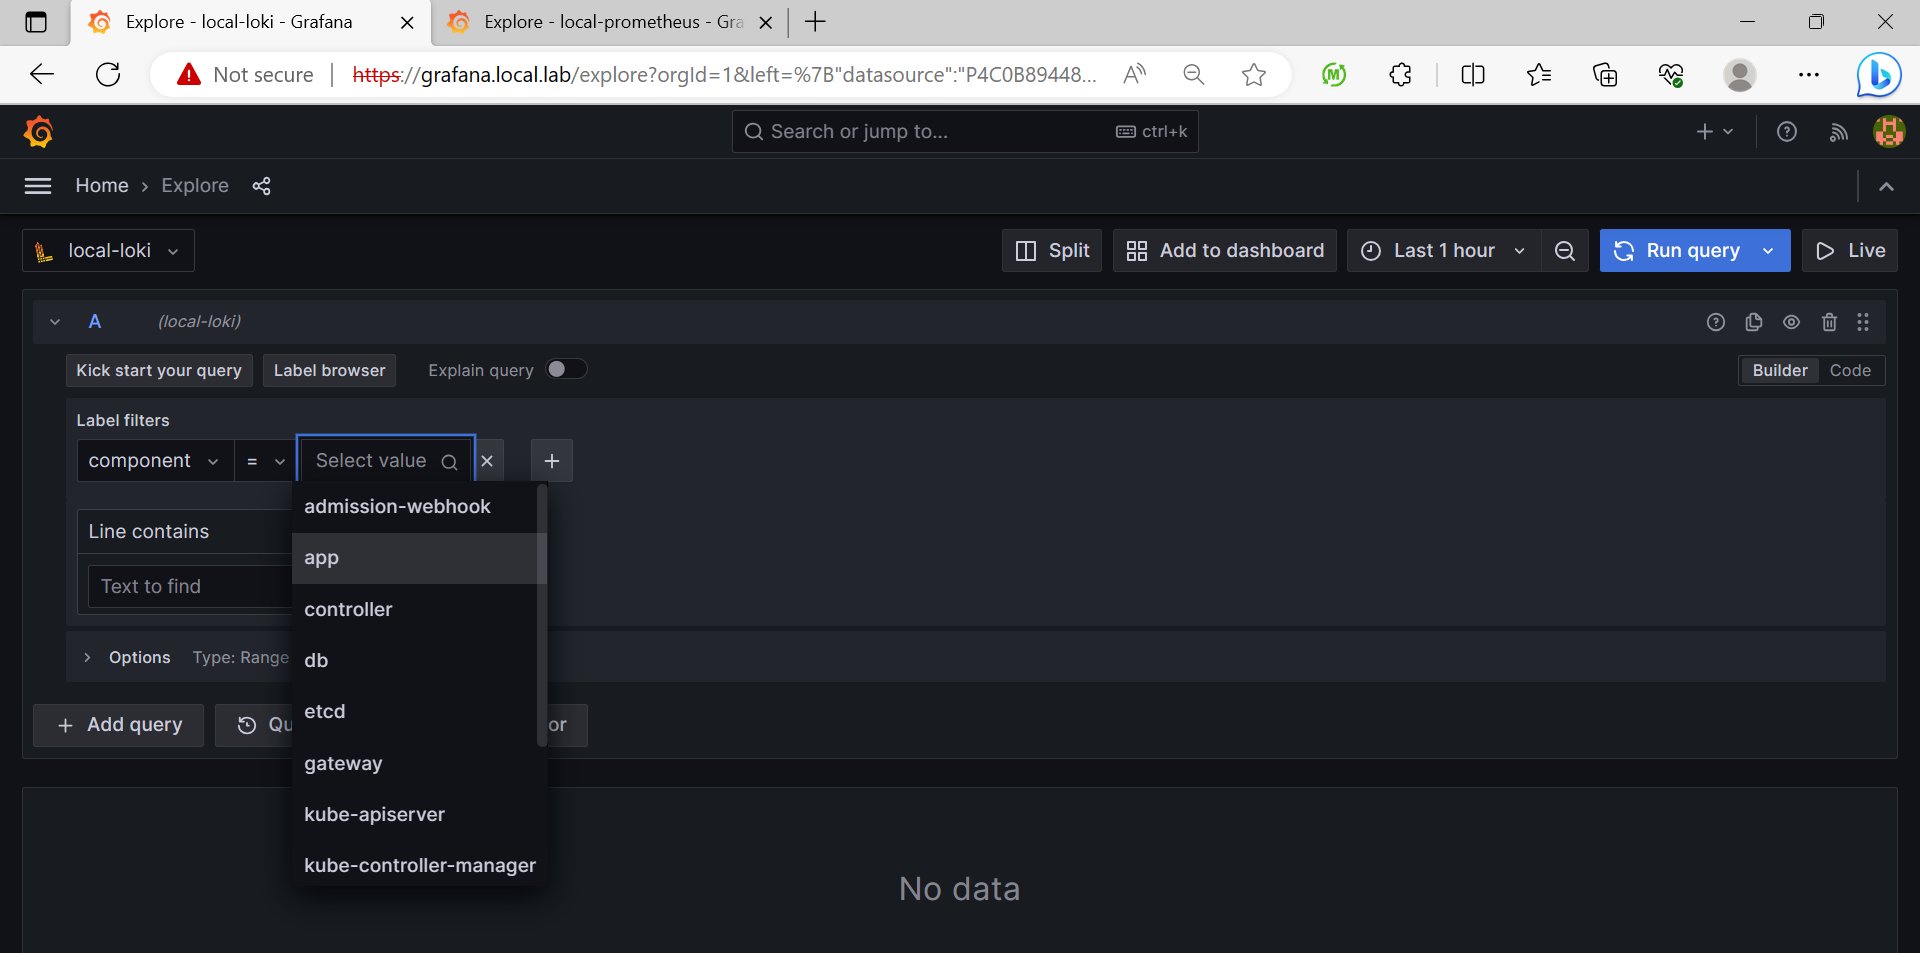 Explore - local-loki - Grafana
Explore - local-prometheus - Gra
Not secure
https://grafana.local.lab/explore?orgId=1&left=%7B"datasource":"P4C0B89448...
Search or jump to...
ctrl+k
Home › Explore
local-loki
Split
Add to dashboard
Last 1 hour
Run query
Live
A
(local-loki)
Kick start your query
Label browser
Explain query
Builder
Code
Label filters
component
=
Select value
admission-webhook
app
controller
db
etcd
gateway
kube-apiserver
kube-controller-manager
Line contains
Text to find
Options
Type: Range
Add query
Qu
or
No data